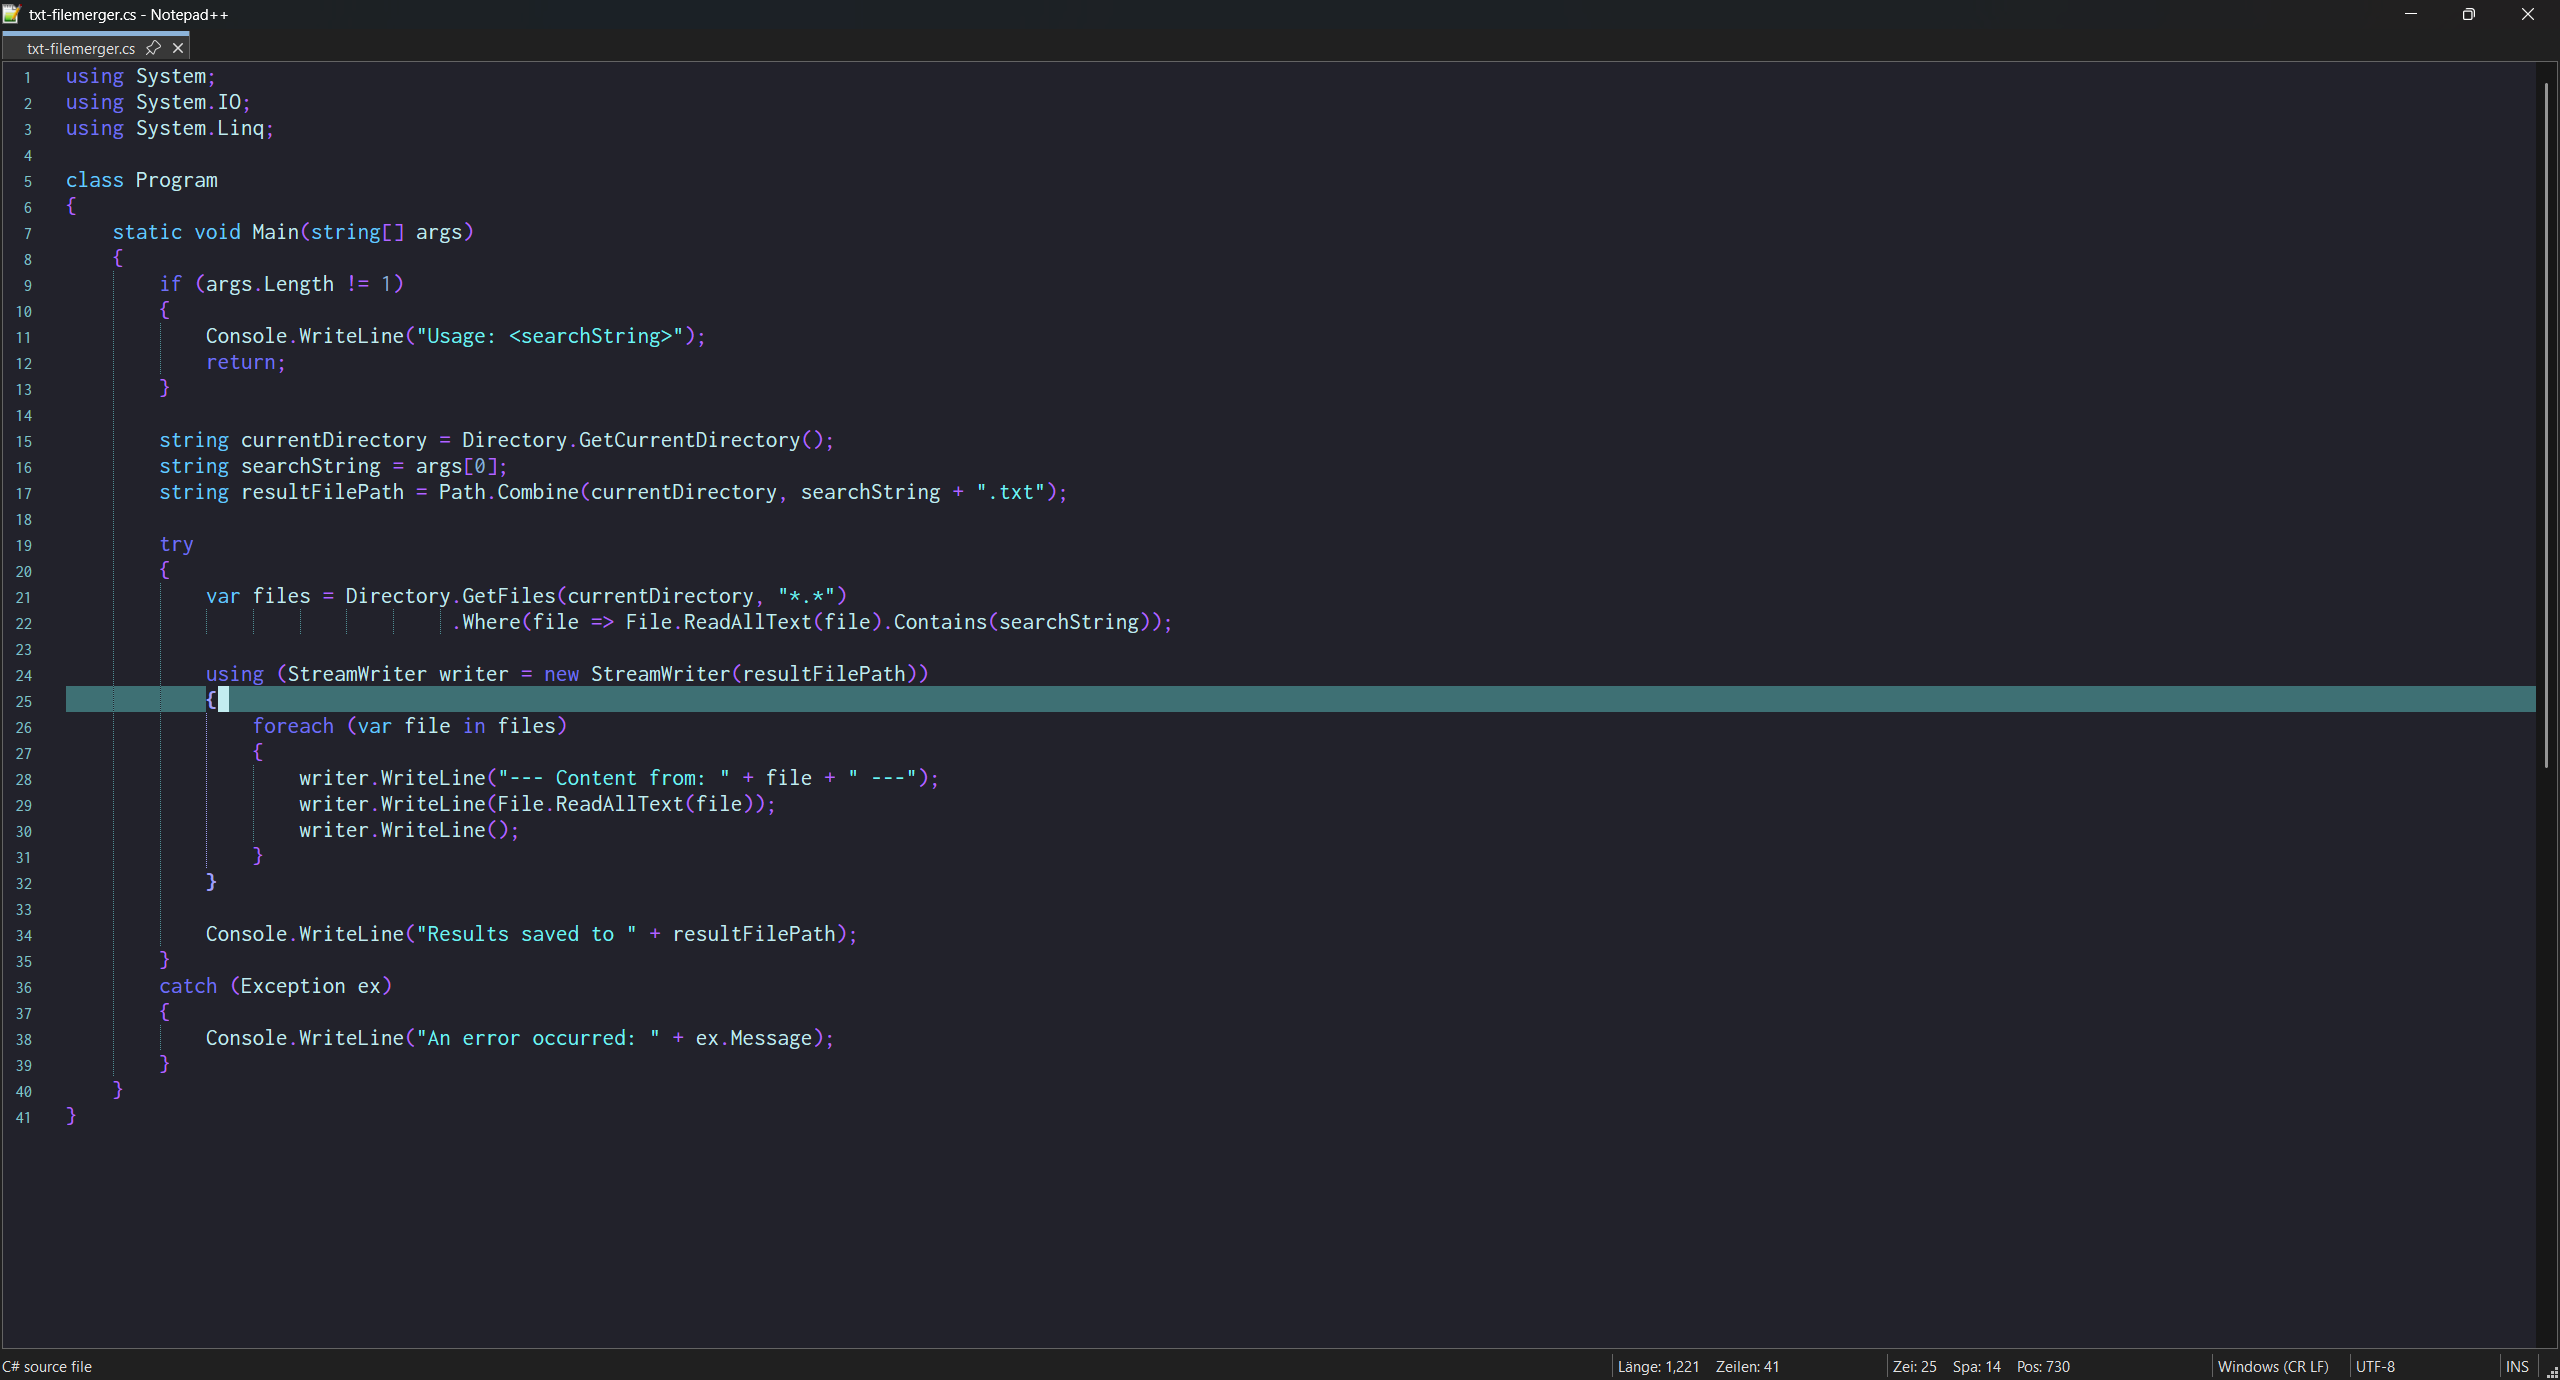 txt-filemerger.cs - Notepad++
txt-filemerger.cs
1 using System;
2 using System.IO;
3 using System.Linq;
4
5 class Program
6 {
7     static void Main(string[] args)
8     {
9         if (args.Length != 1)
10         {
11             Console.WriteLine("Usage: <searchString>");
12             return;
13         }
14
15         string currentDirectory = Directory.GetCurrentDirectory();
16         string searchString = args[0];
17         string resultFilePath = Path.Combine(currentDirectory, searchString + ".txt");
18
19         try
20         {
21             var files = Directory.GetFiles(currentDirectory, "*.*")
22                                  .Where(file => File.ReadAllText(file).Contains(searchString));
23
24             using (StreamWriter writer = new StreamWriter(resultFilePath))
25             {
26                 foreach (var file in files)
27                 {
28                     writer.WriteLine("--- Content from: " + file + " ---");
29                     writer.WriteLine(File.ReadAllText(file));
30                     writer.WriteLine();
31                 }
32             }
33
34             Console.WriteLine("Results saved to " + resultFilePath);
35         }
36         catch (Exception ex)
37         {
38             Console.WriteLine("An error occurred: " + ex.Message);
39         }
40     }
41 }
C# source file Länge: 1,221 Zeilen: 41 Zei: 25 Spa: 14 Pos: 730 Windows (CR LF) UTF-8 INS